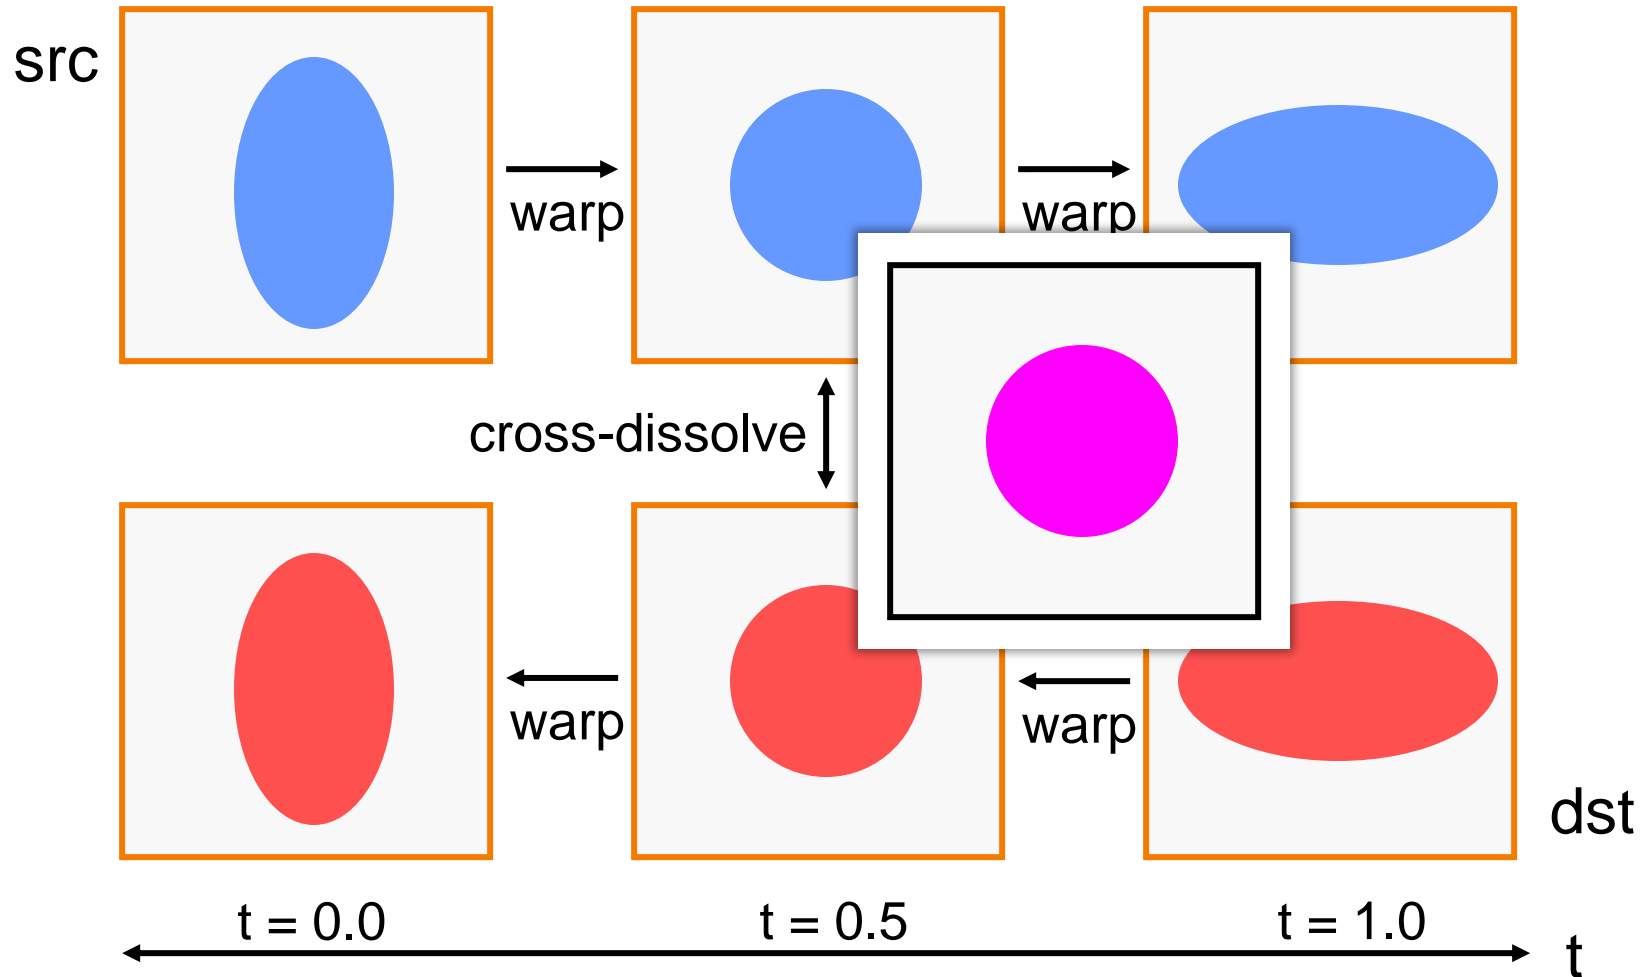 src
warp
warp
cross-dissolve
warp
warp
dst
t = 0.0
t = 0.5
t = 1.0
t